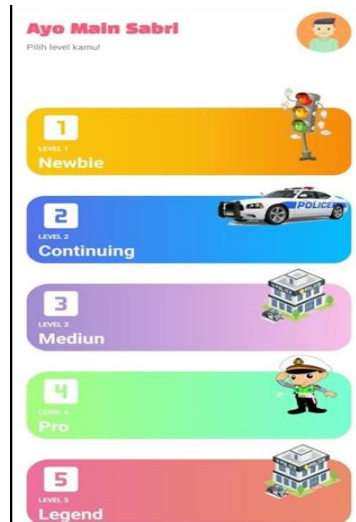 Ayo Main Sabri
Pilih level kamu!
1
LEVEL 1
Newbie
2
LEVEL 2
Continuing
POLICE
3
LEVEL 3
Mediun
4
LEVEL 4
Pro
5
LEVEL 5
Legend